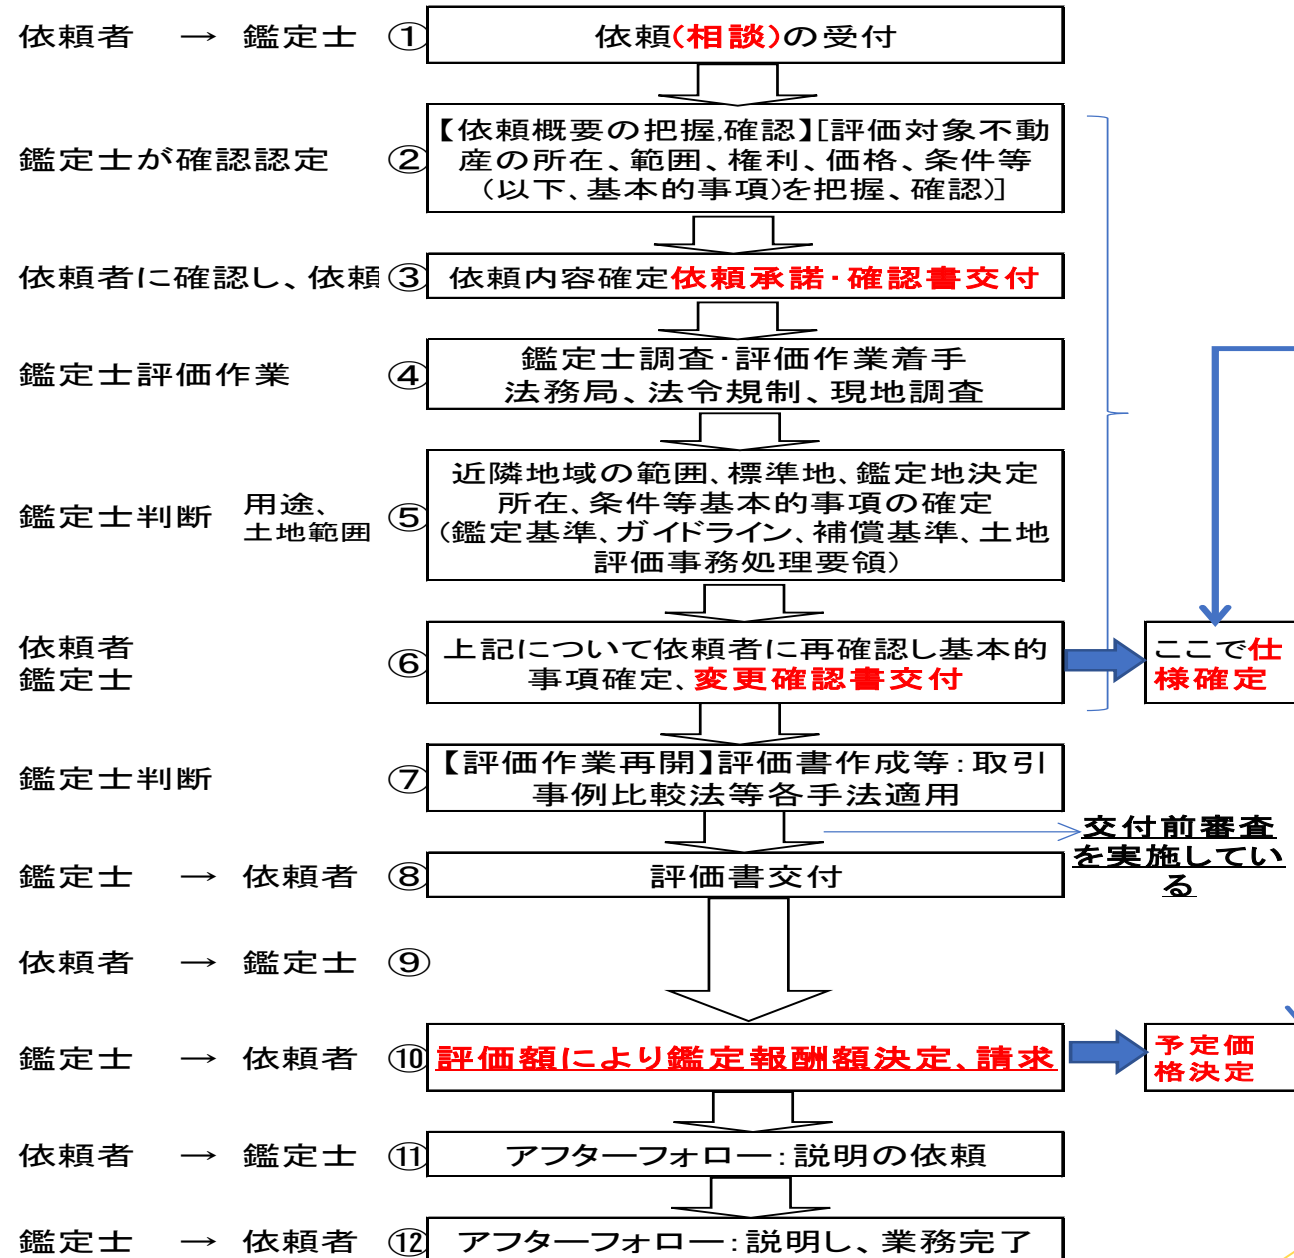 依頼者 → 鑑定士 ① 依頼(相談)の受付
鑑定士が確認認定 ②
【依頼概要の把握,確認】[評価対象不動
産の所在、範囲、権利、価格、条件等
(以下、基本的事項)を把握、確認)]
依頼者に確認し、依頼 ③ 依頼内容確定依頼承諾・確認書交付
鑑定士評価作業 ④
鑑定士調査・評価作業着手
法務局、法令規制、現地調査
鑑定士判断 用途、
土地範囲 ⑤
近隣地域の範囲、標準地、鑑定地決定
所在、条件等基本的事項の確定
(鑑定基準、ガイドライン、補償基準、土地
評価事務処理要領)
依頼者
鑑定士 ⑥
上記について依頼者に再確認し基本的
事項確定、変更確認書交付
ここで仕
様確定
鑑定士判断 ⑦
【評価作業再開】評価書作成等:取引
事例比較法等各手法適用
交付前審査
を実施してい
る
鑑定士 → 依頼者 ⑧ 評価書交付
依頼者 → 鑑定士 ⑨
鑑定士 → 依頼者 ⑩ 評価額により鑑定報酬額決定、請求
予定価
格決定
依頼者 → 鑑定士 ⑪ アフターフォロー:説明の依頼
鑑定士 → 依頼者 ⑫ アフターフォロー:説明し、業務完了